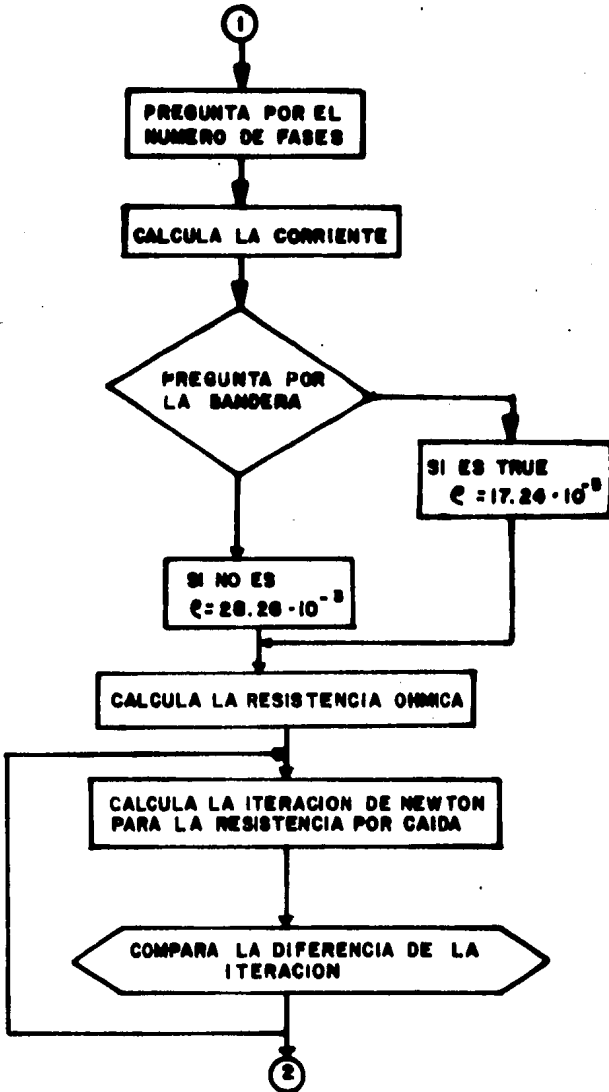 1
PREGUNTA POR EL
NUMERO DE FASES
CALCULA LA CORRIENTE
PREGUNTA POR
LA BANDERA
SI ES TRUE
ρ = 17.24 · 10
SI NO ES
ρ = 28.26 · 10
CALCULA LA RESISTENCIA OHMICA
CALCULA LA ITERACION DE NEWTON
PARA LA RESISTENCIA POR CAIDA
COMPARA LA DIFERENCIA DE LA
ITERACION
2